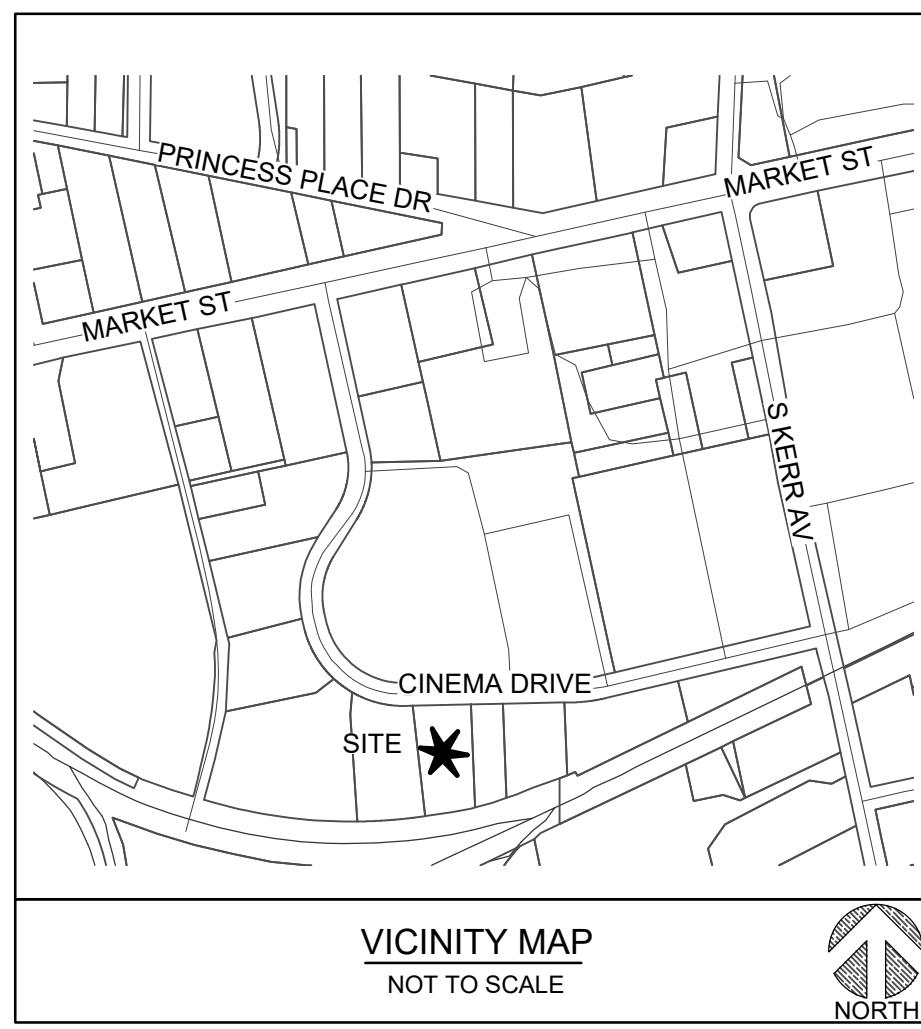 PRINCESS PLACE DR
MARKET ST
MARKET ST
S KERR AV
CINEMA DRIVE
SITE
VICINITY MAP
NOT TO SCALE
NORTH